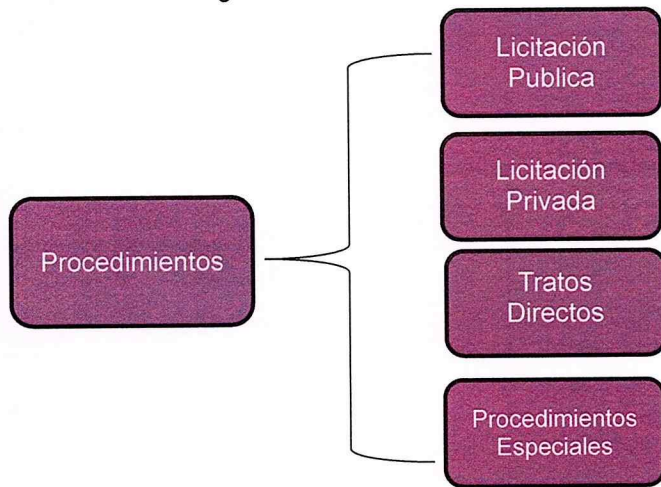 Procedimientos
Licitación
Publica
Licitación
Privada
Tratos
Directos
Procedimientos
Especiales